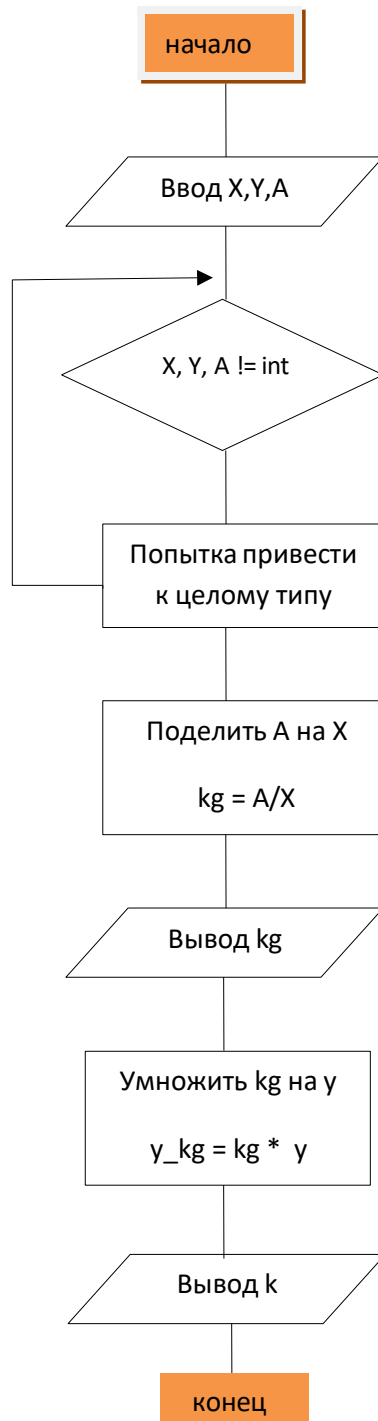 начало
Ввод X,Y,A
X, Y, A != int
Попытка привести
к целому типу
Поделить A на X
kg = A/X
Вывод kg
Умножить kg на y
y_kg = kg * y
Вывод k
конец